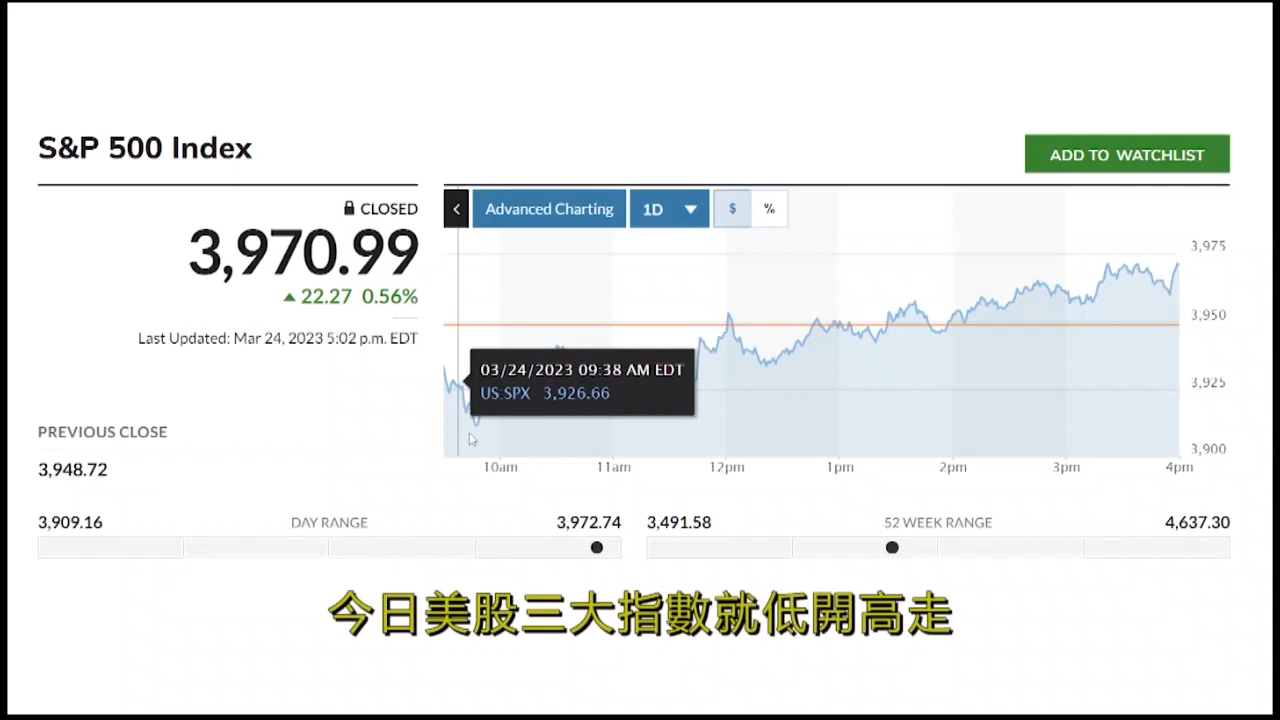 S&P 500 Index
ADD TO WATCHLIST
CLOSED
3,970.99
22.27 0.56%
Last Updated: Mar 24, 2023 5:02 p.m. EDT
PREVIOUS CLOSE
3,948.72
Advanced Charting 1D $ %
3,975
3,950
3,925
3,900
03/24/2023 09:38 AM EDT
US:SPX 3,926.66
10am 11am 12pm 1pm 2pm 3pm 4pm
3,909.16 DAY RANGE 3,972.74
3,491.58 52 WEEK RANGE 4,637.30
今日美股三大指數就低開高走